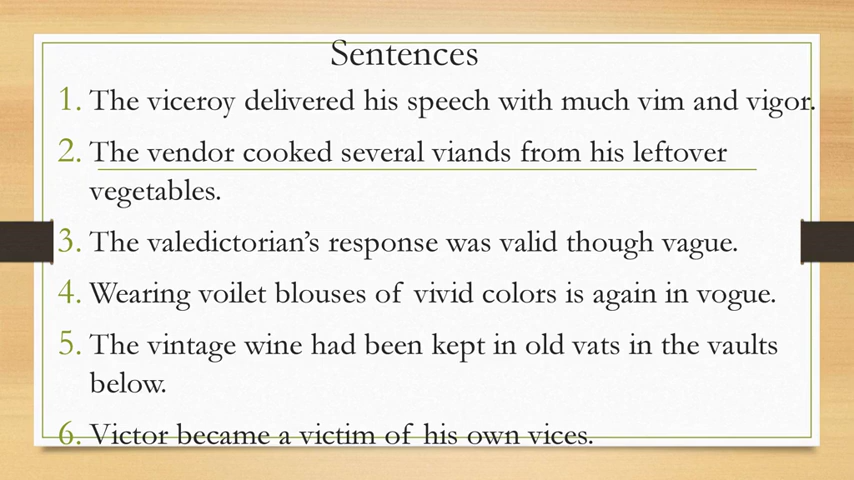 Sentences
1. The viceroy delivered his speech with much vim and vigor.
2. The vendor cooked several viands from his leftover
vegetables.
3. The valedictorian's response was valid though vague.
4. Wearing voilet blouses of vivid colors is again in vogue.
5. The vintage wine had been kept in old vats in the vaults
below.
6. Victor became a victim of his own vices.